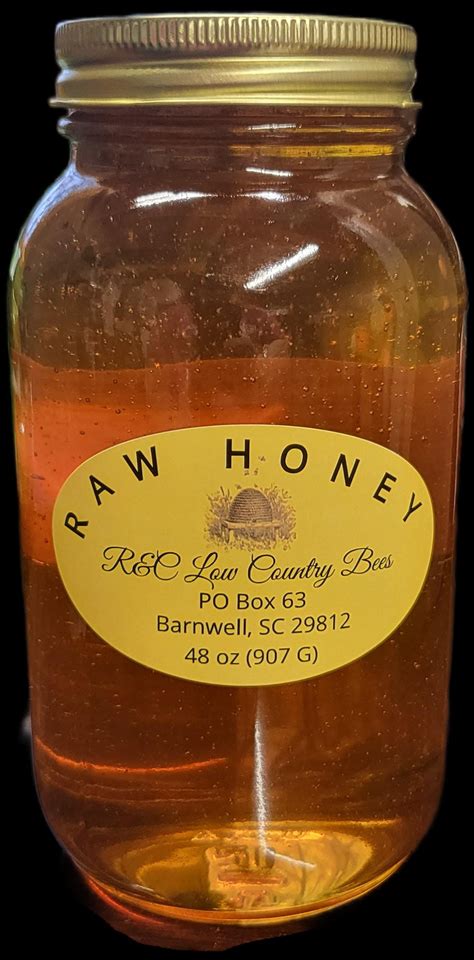 RAW HONEY
R&C Low Country Bees
PO Box 63
Barnwell, SC 29812
48 oz (907 G)